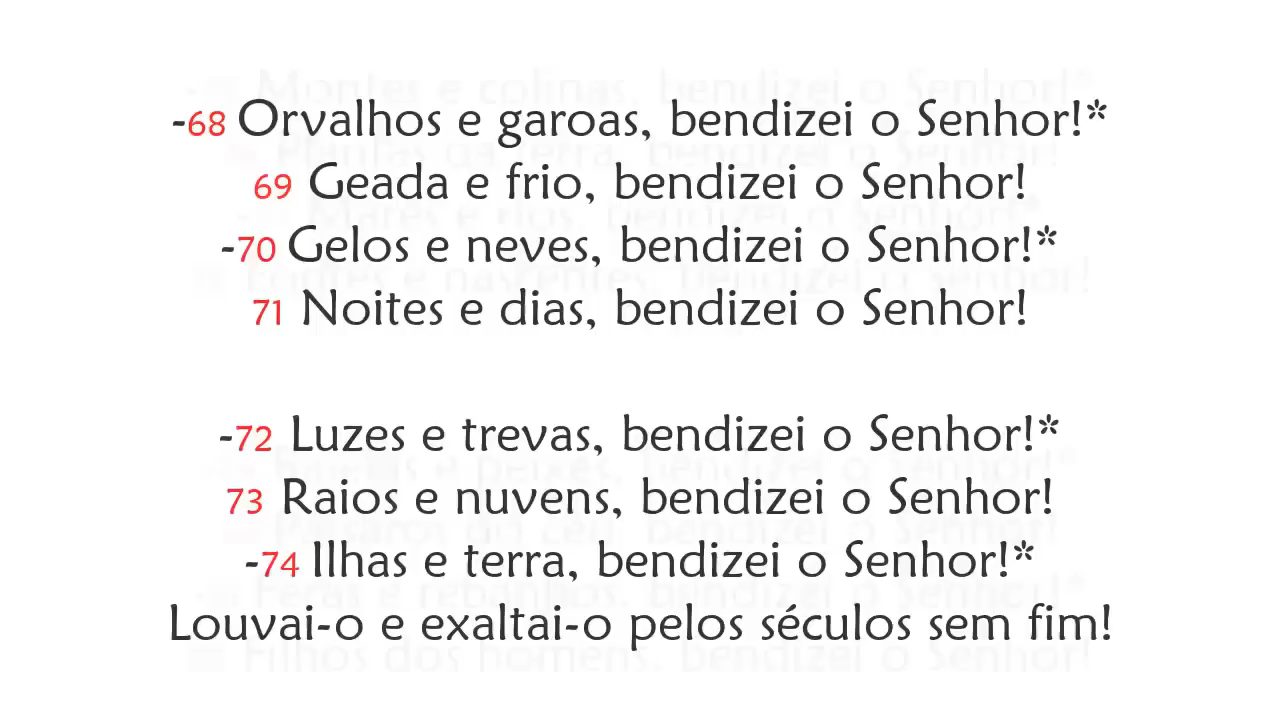 -68 Orvalhos e garoas, bendizei o Senhor!*
69 Geada e frio, bendizei o Senhor!
-70 Gelos e neves, bendizei o Senhor!*
71 Noites e dias, bendizei o Senhor!
-72 Luzes e trevas, bendizei o Senhor!*
73 Raios e nuvens, bendizei o Senhor!
-74 Ilhas e terra, bendizei o Senhor!*
Louvai-o e exaltai-o pelos séculos sem fim!